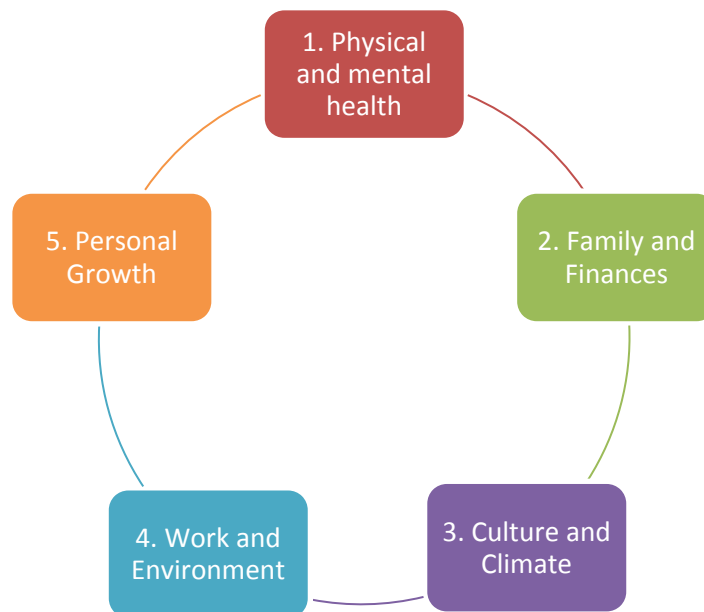 1. Physical
and mental
health
2. Family and
Finances
3. Culture and
Climate
4. Work and
Environment
5. Personal
Growth